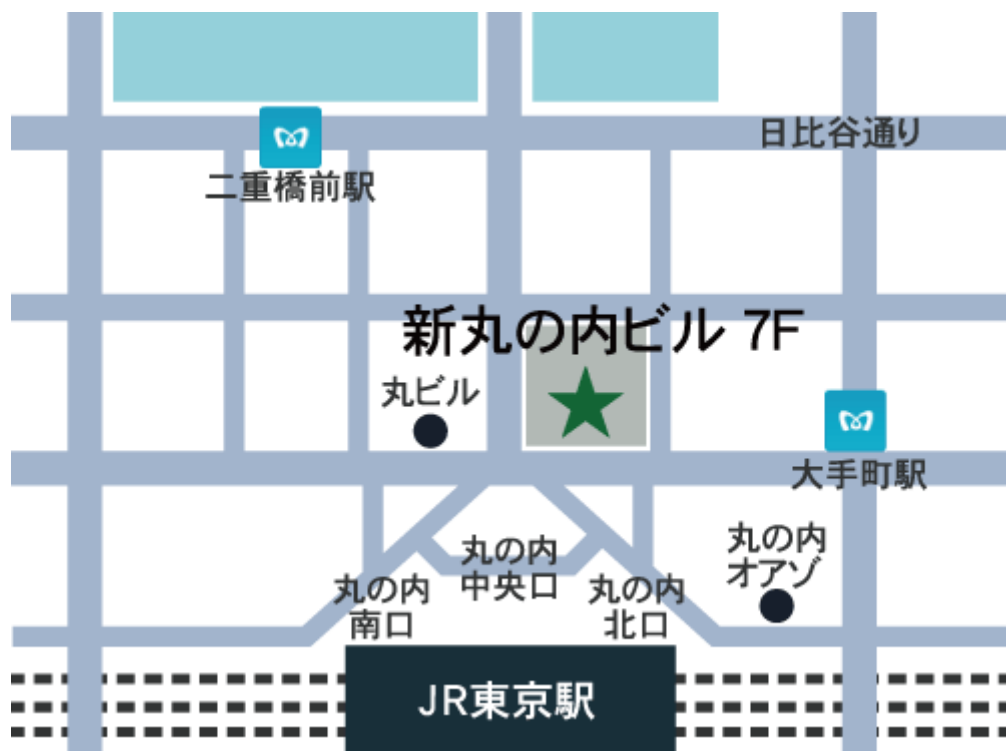 日比谷通り
二重橋前駅
新丸の内ビル 7F
丸ビル
大手町駅
丸の内
オアゾ
丸の内
中央口
丸の内
南口
丸の内
北口
JR東京駅